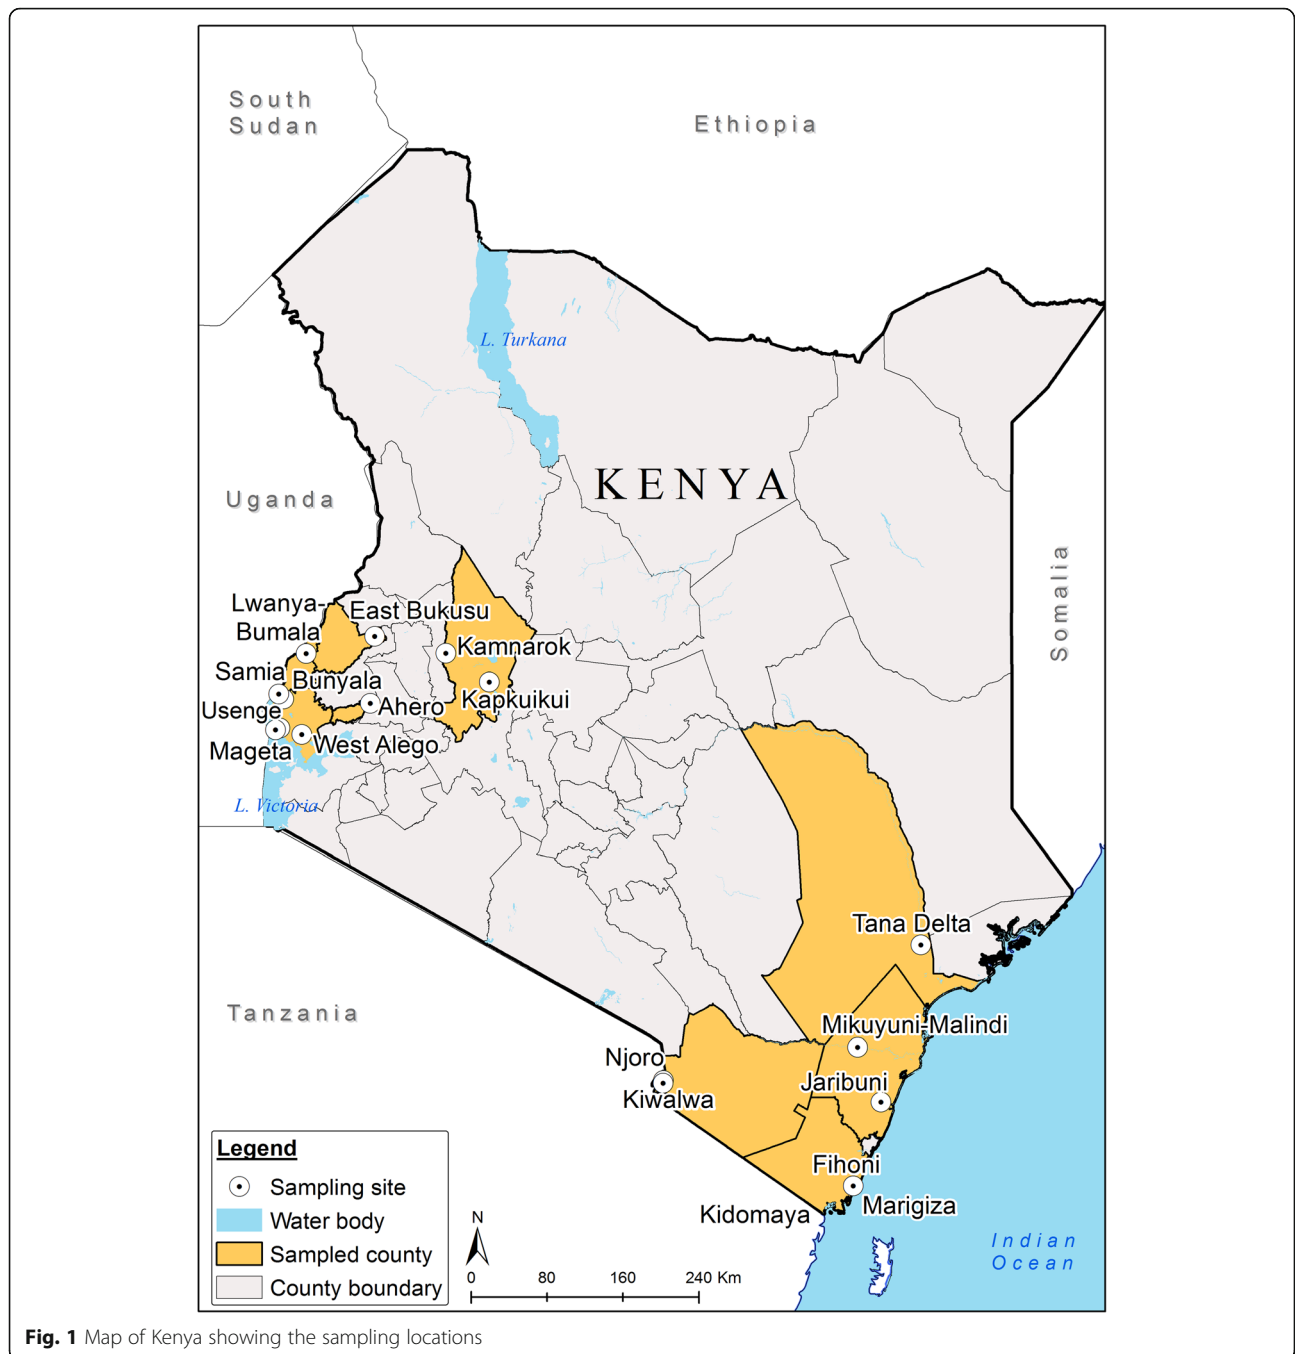 South
Sudan
Ethiopia
L. Turkana
KENYA
Uganda
Somalia
Lwanya-
Bumala
East Bukusu
Kamnarok
Samia
Bunyala
Kapkuikui
Usenge
Ahero
Mageta
West Alego
L. Victoria
Tana Delta
Tanzania
Mikuyuni-Malindi
Njoro
Jaribuni
Kiwalwa
Fihoni
Kidomaya
Marigiza
Indian
Ocean
Legend
Sampling site
Water body
Sampled county
County boundary
N
0 80 160 240 Km
Fig. 1 Map of Kenya showing the sampling locations